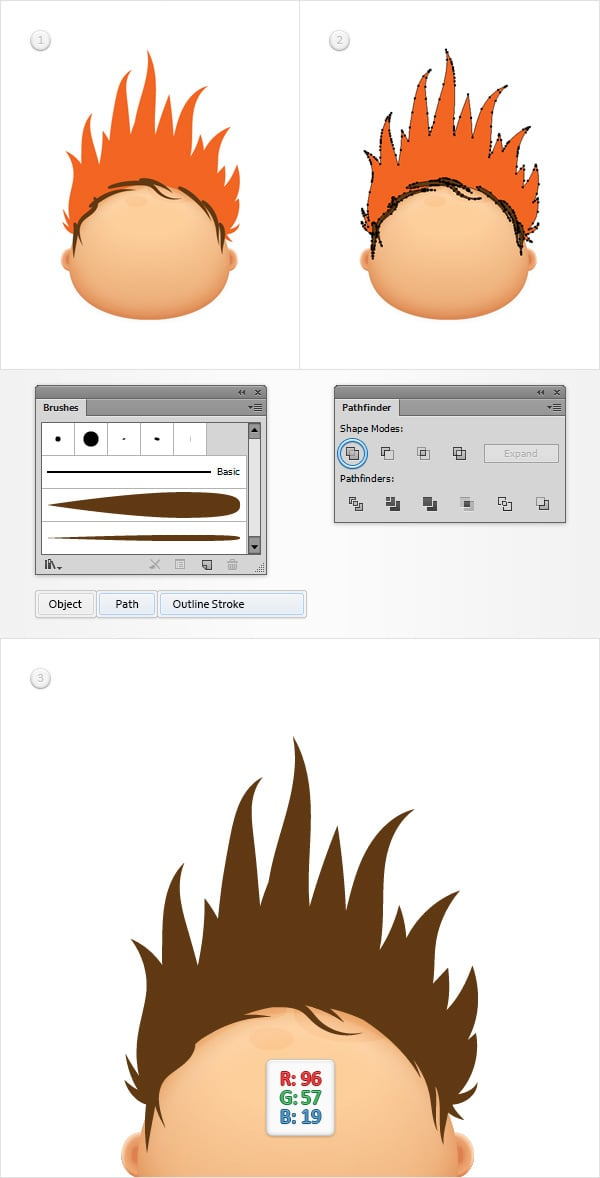 1
2
Brushes
Basic
Pathfinder
Shape Modes:
Expand
Pathfinders:
Object Path Outline Stroke
3
R: 96
G: 57
B: 19